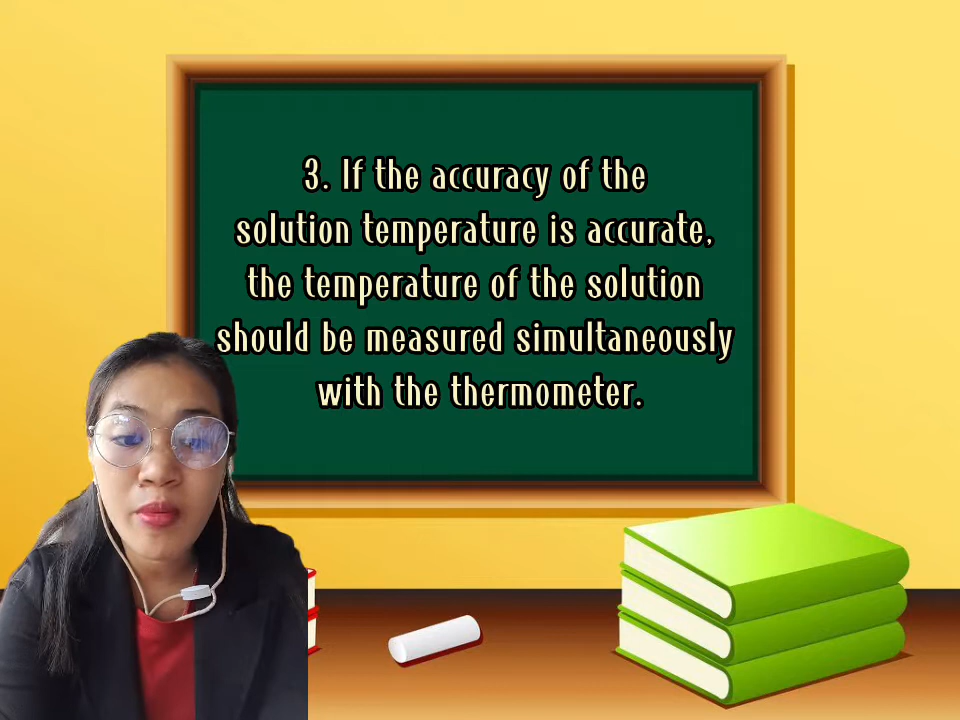 3. If the accuracy of the
solution temperature is accurate,
the temperature of the solution
should be measured simultaneously
with the thermometer.